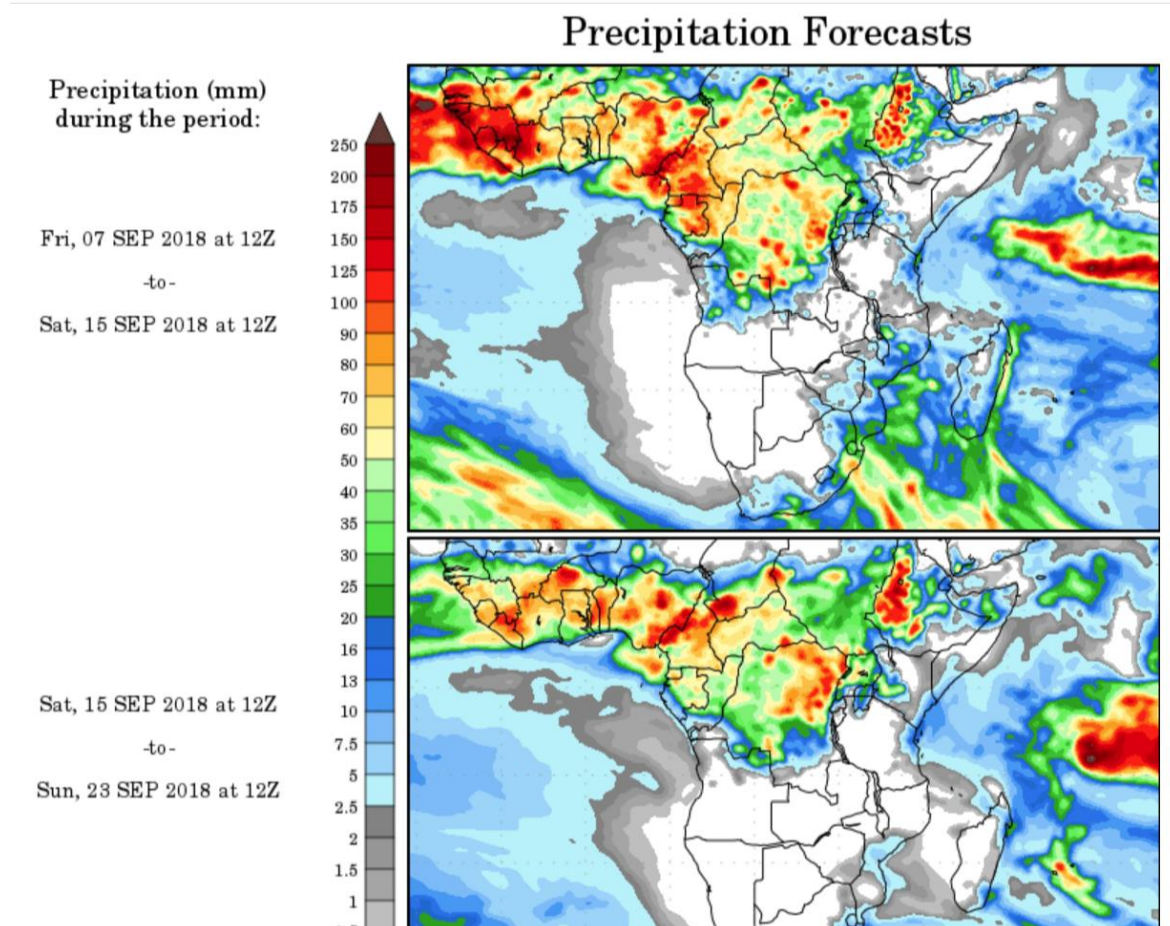 Precipitation Forecasts
Precipitation (mm)
during the period:
Fri, 07 SEP 2018 at 12Z
-to-
Sat, 15 SEP 2018 at 12Z
Sat, 15 SEP 2018 at 12Z
-to-
Sun, 23 SEP 2018 at 12Z
250
200
175
150
125
100
90
80
70
60
50
40
35
30
25
20
16
13
10
7.5
5
2.5
2
1.5
1